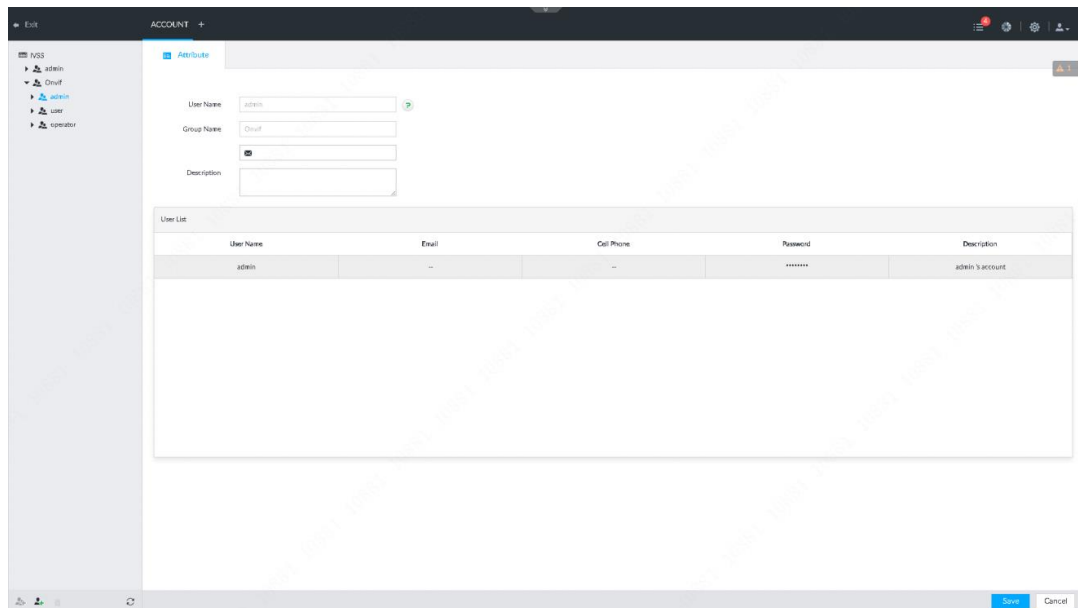 Exit
ACCOUNT +
4
IVSS
admin
Onvif
admin
user
operator
Attribute
User Name admin ?
Group Name Onvif
Description
User List
User Name Email Cell Phone Password Description
admin -- -- ******** admin 's account
Save Cancel